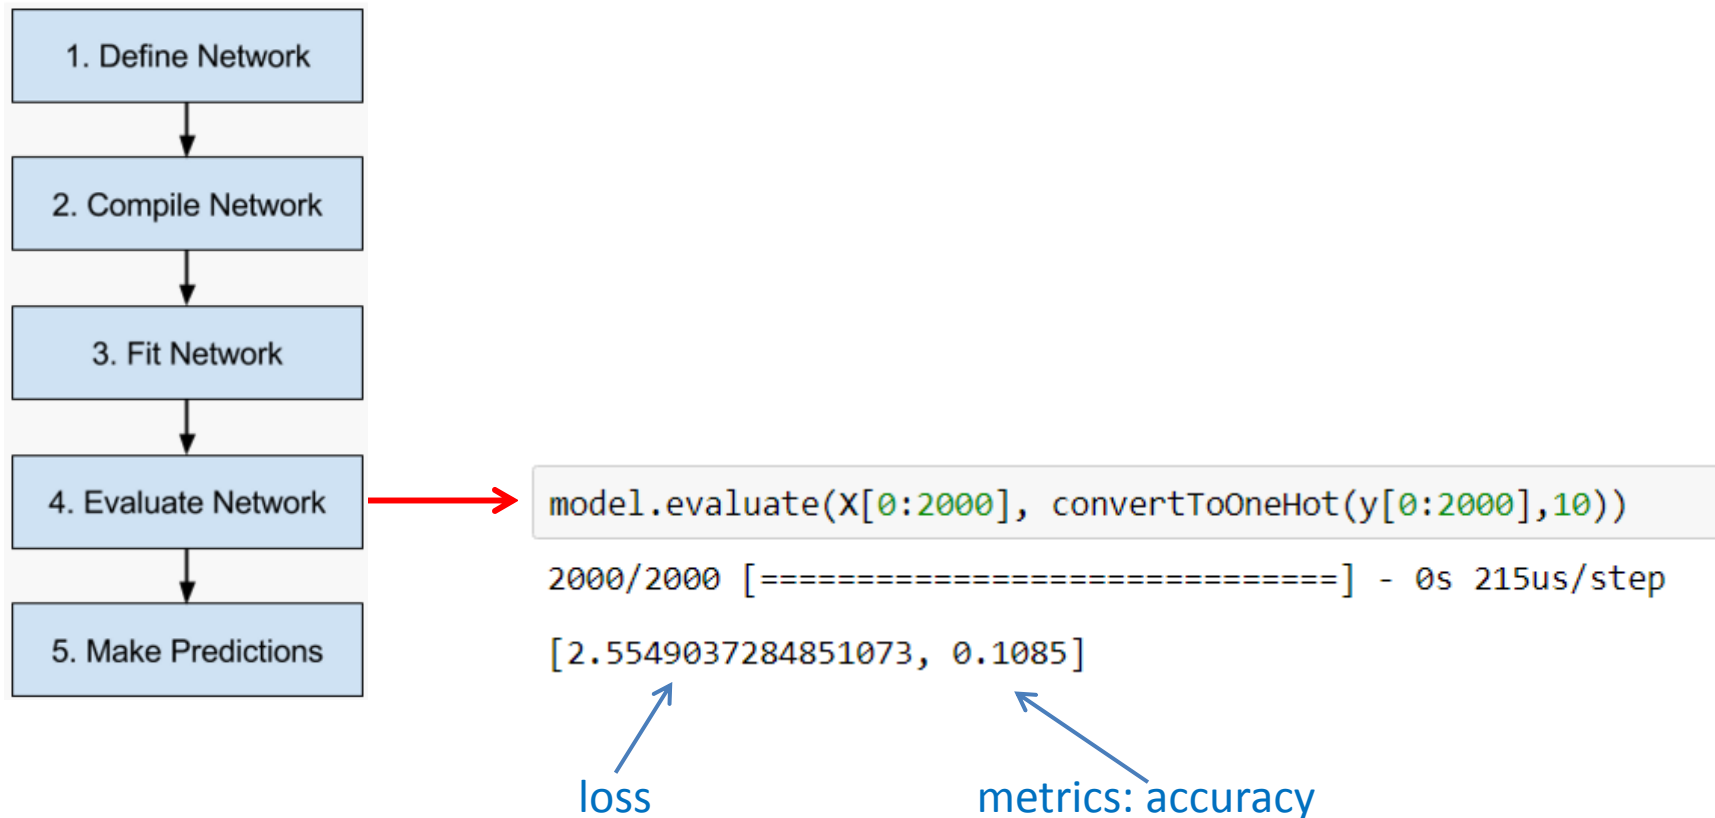 1. Define Network
2. Compile Network
3. Fit Network
4. Evaluate Network
5. Make Predictions
model.evaluate(X[0:2000], convertToOneHot(y[0:2000],10))
2000/2000 [==============================] - 0s 215us/step
[2.5549037284851073, 0.1085]
loss
metrics: accuracy